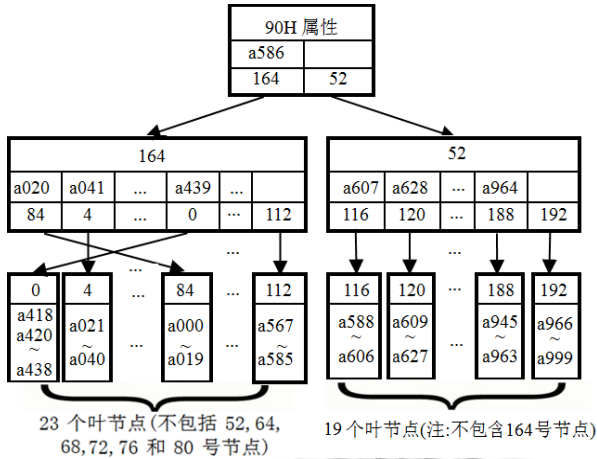 90H 属性
a586
164 52
164
a020 a041 ... a439 ...
84 4 ... 0 ... 112
52
a607 a628 ... a964
116 120 ... 188 192
...
...
...
0 4 ... 84 ... 112
a418
a420
~
a438
a021
~
a040
...
a000
~
a019
...
a567
~
a585
116 120 ... 188 192
a588
~
a606
a609
~
a627
...
a945
~
a963
a966
~
a999
23 个叶节点(不包括 52,64,
68,72,76 和 80 号节点)
19个叶节点(注:不包含164号节点)